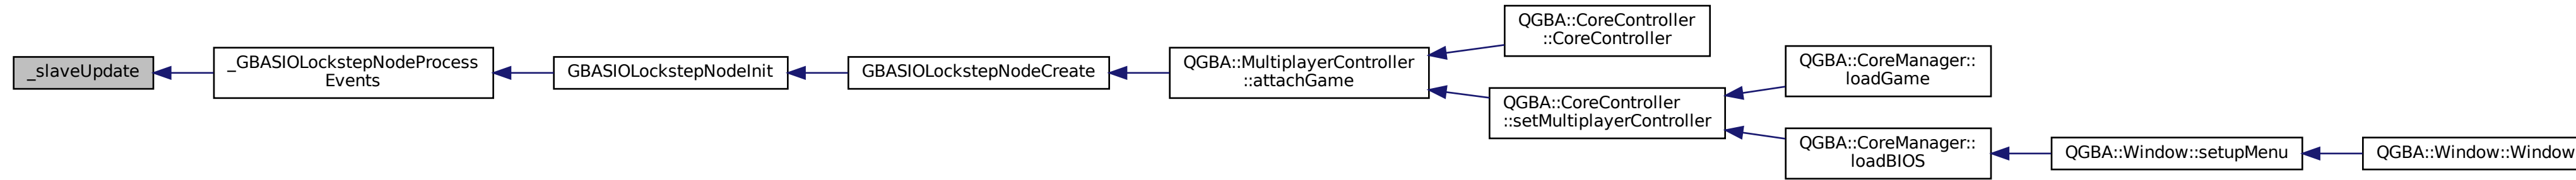 _slaveUpdate
_GBASIOLockstepNodeProcess
Events
GBASIOLockstepNodeInit
GBASIOLockstepNodeCreate
QGBA::MultiplayerController
::attachGame
QGBA::CoreController
::CoreController
QGBA::CoreController
::setMultiplayerController
QGBA::CoreManager::
loadGame
QGBA::CoreManager::
loadBIOS
QGBA::Window::setupMenu
QGBA::Window::Window